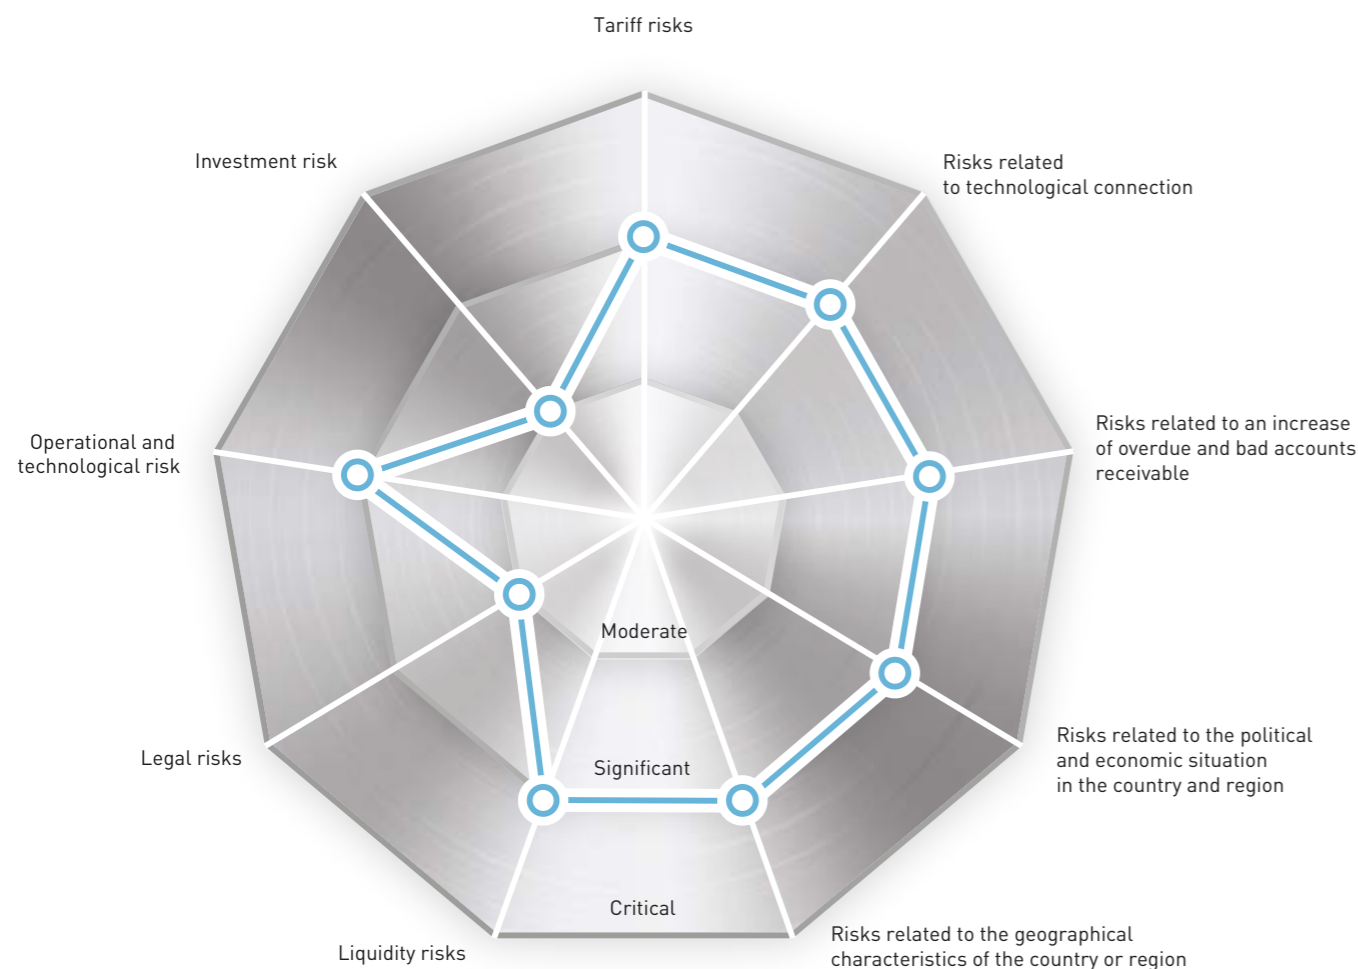 Tariff risks
Investment risk
Risks related
to technological connection
Operational and
technological risk
Risks related to an increase
of overdue and bad accounts
receivable
Moderate
Legal risks
Significant
Risks related to the political
and economic situation
in the country and region
Critical
Liquidity risks
Risks related to the geographical
characteristics of the country or region